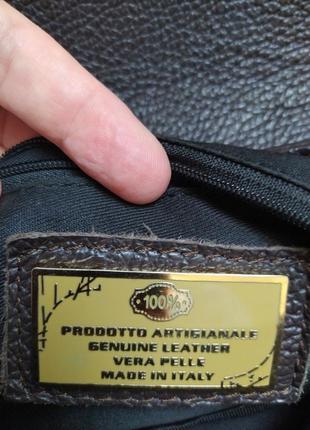 100%
PRODOTTO ARTIGIANALE
GENUINE LEATHER
VERA PELLE
MADE IN ITALY